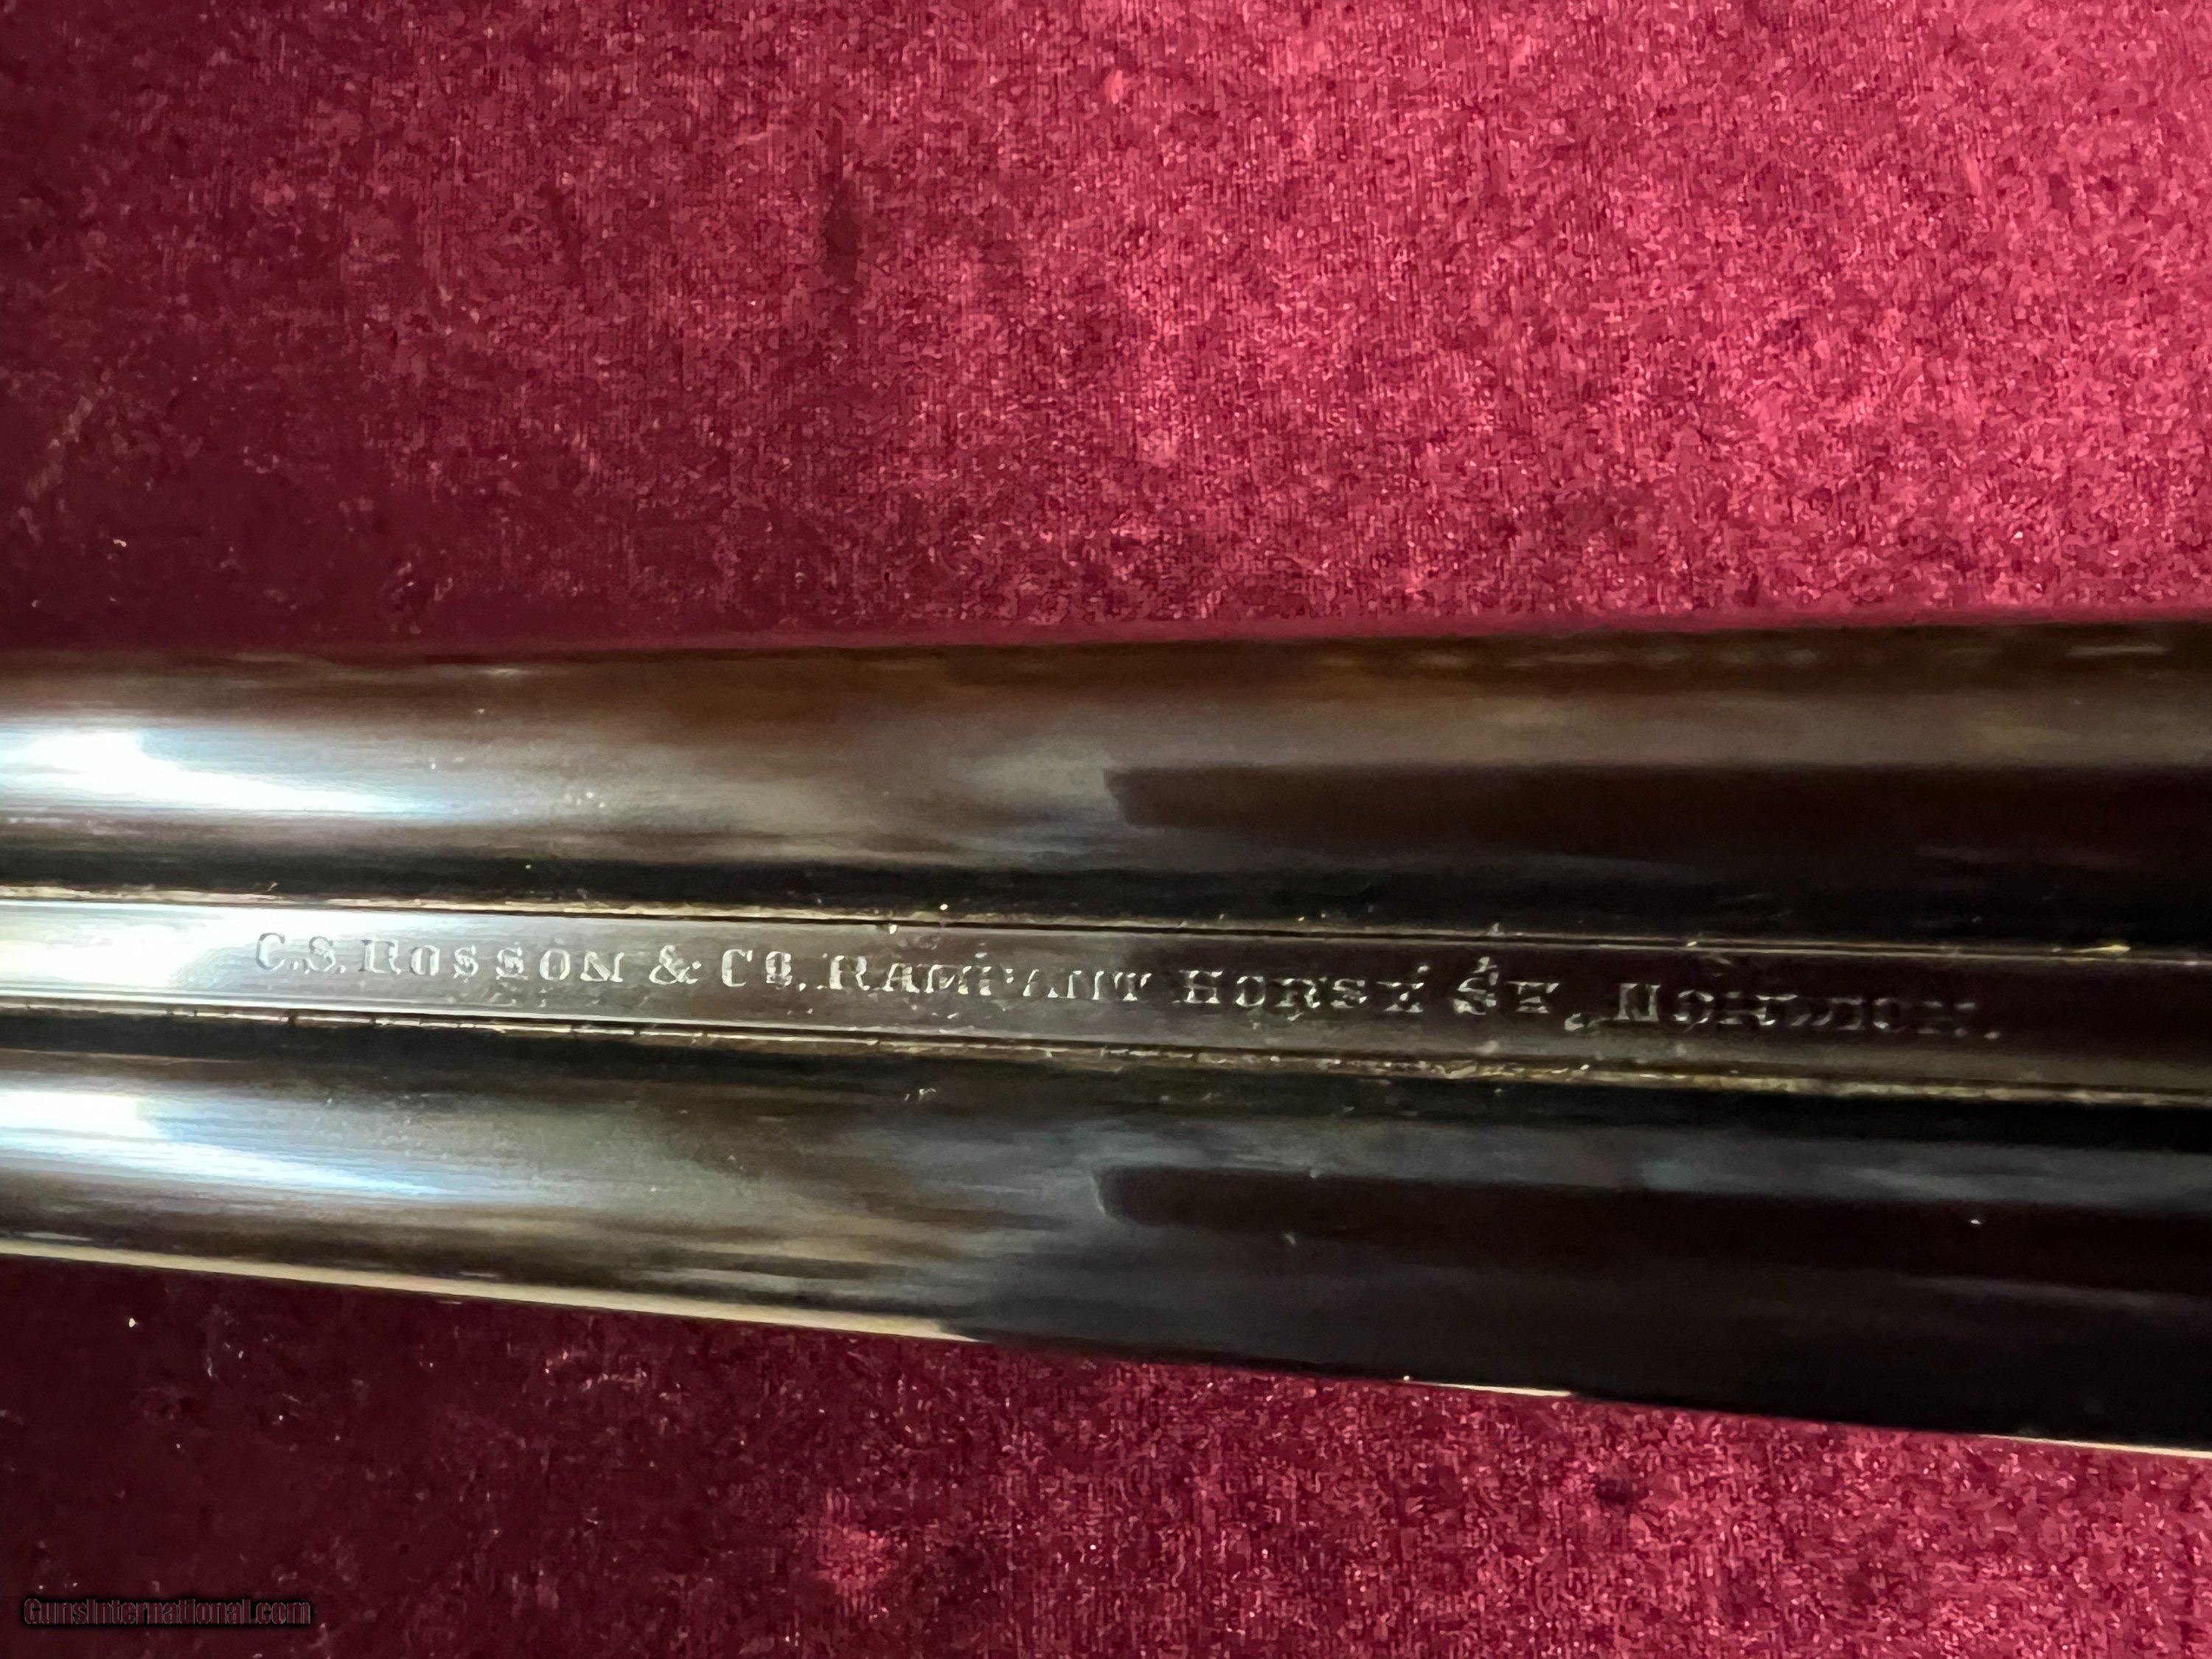 C.S. ROSSON & CO. RAMPANT HORSE ST, NORWICH.
GunsInternational.com